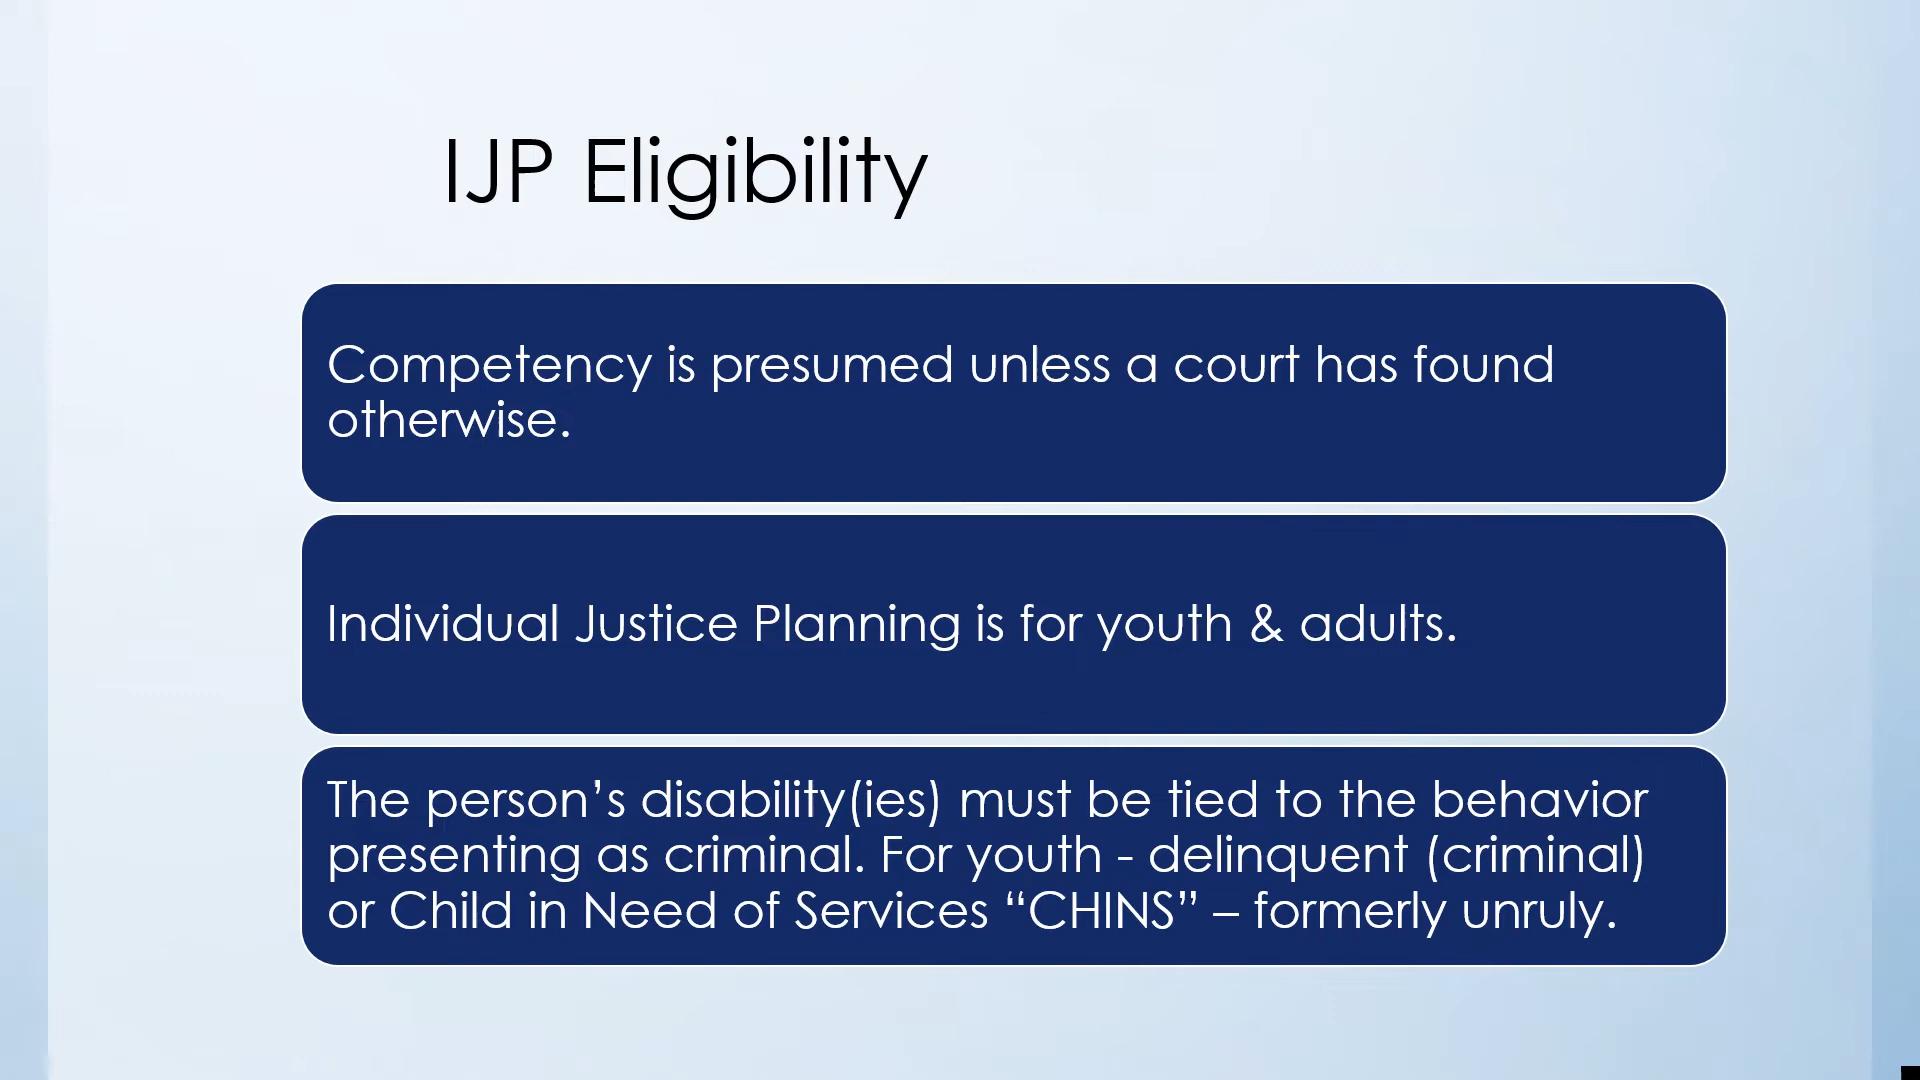 IJP Eligibility
Competency is presumed unless a court has found
otherwise.
Individual Justice Planning is for youth & adults.
The person’s disability(ies) must be tied to the behavior
presenting as criminal. For youth - delinquent (criminal)
or Child in Need of Services “CHINS” – formerly unruly.